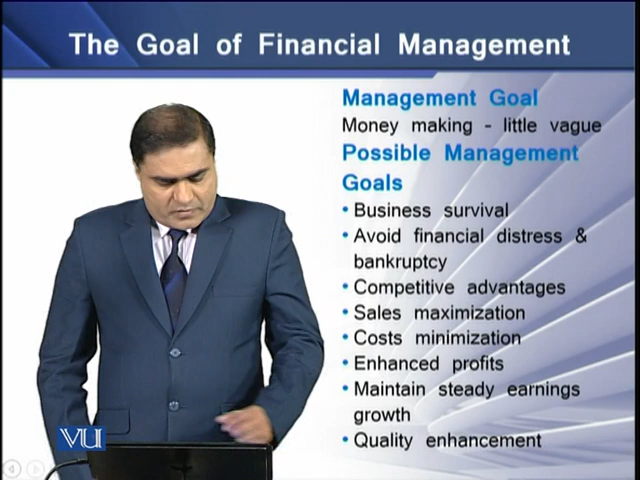 The Goal of Financial Management
Management Goal
Money making - little vague
Possible Management
Goals
• Business survival
• Avoid financial distress &
bankruptcy
• Competitive advantages
• Sales maximization
• Costs minimization
• Enhanced profits
• Maintain steady earnings
growth
• Quality enhancement
VU